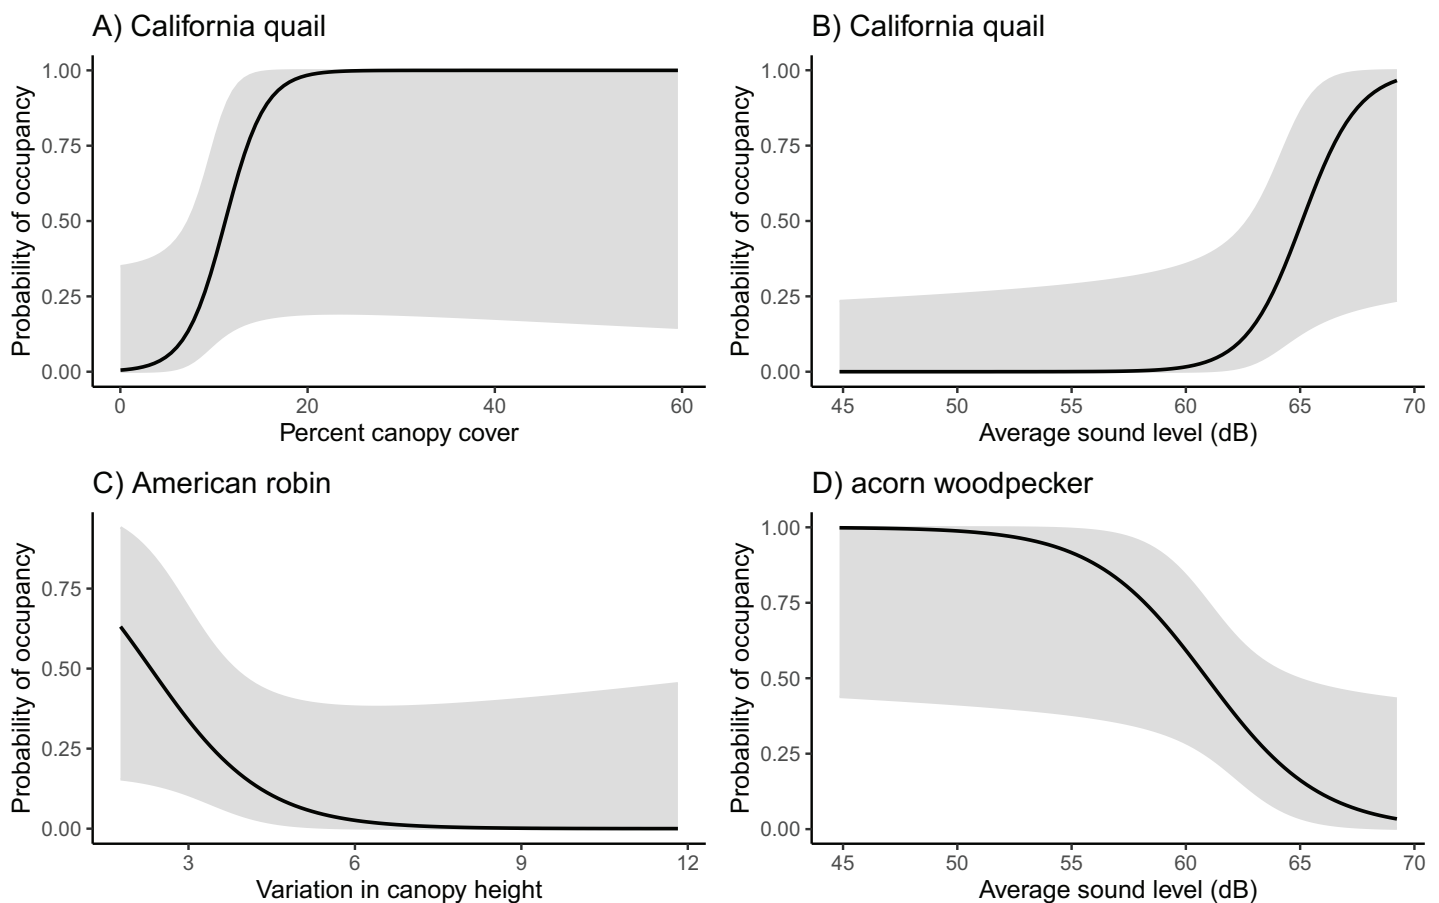 A) California quail
Probability of occupancy
1.00
0.75
0.50
0.25
0.00
0 20 40 60
Percent canopy cover
B) California quail
Probability of occupancy
1.00
0.75
0.50
0.25
0.00
45 50 55 60 65 70
Average sound level (dB)
C) American robin
Probability of occupancy
0.75
0.50
0.25
0.00
3 6 9 12
Variation in canopy height
D) acorn woodpecker
Probability of occupancy
1.00
0.75
0.50
0.25
0.00
45 50 55 60 65 70
Average sound level (dB)